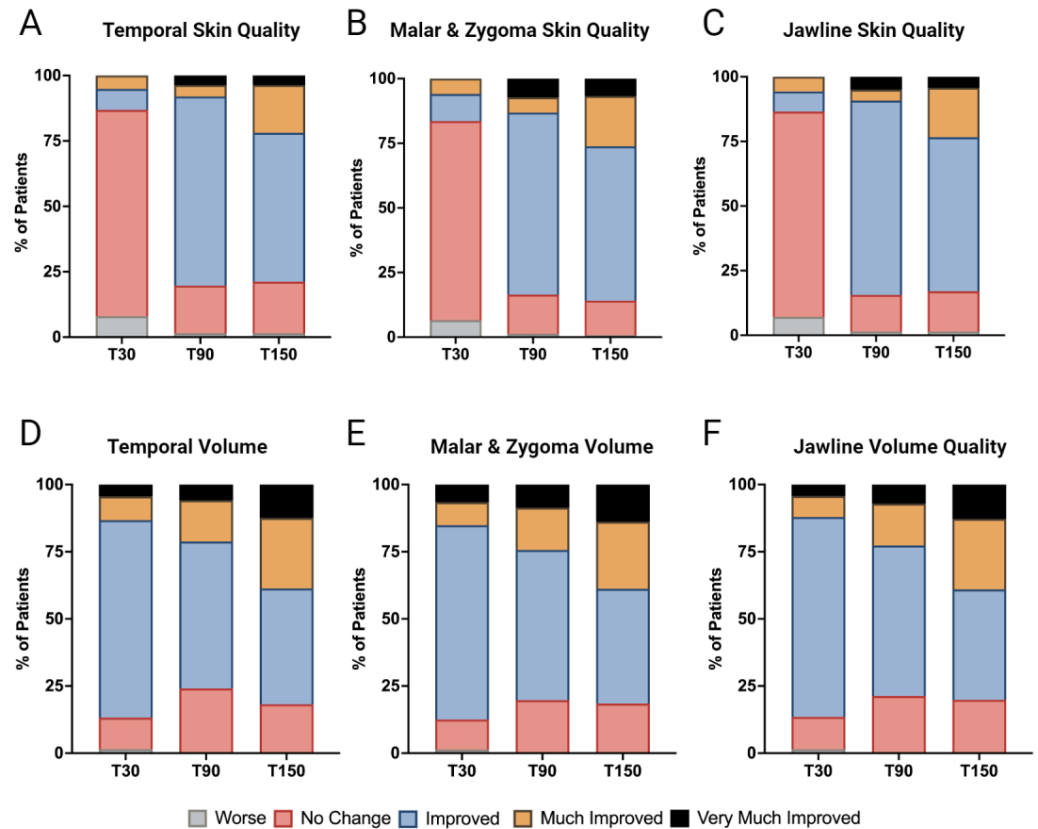 A
Temporal Skin Quality
% of Patients
100
75
50
25
0
T30 T90 T150
B
Malar & Zygoma Skin Quality
% of Patients
100
75
50
25
0
T30 T90 T150
C
Jawline Skin Quality
% of Patients
100
75
50
25
0
T30 T90 T150
D
Temporal Volume
% of Patients
100
75
50
25
0
T30 T90 T150
E
Malar & Zygoma Volume
% of Patients
100
75
50
25
0
T30 T90 T150
F
Jawline Volume Quality
% of Patients
100
75
50
25
0
T30 T90 T150
Worse No Change Improved Much Improved Very Much Improved